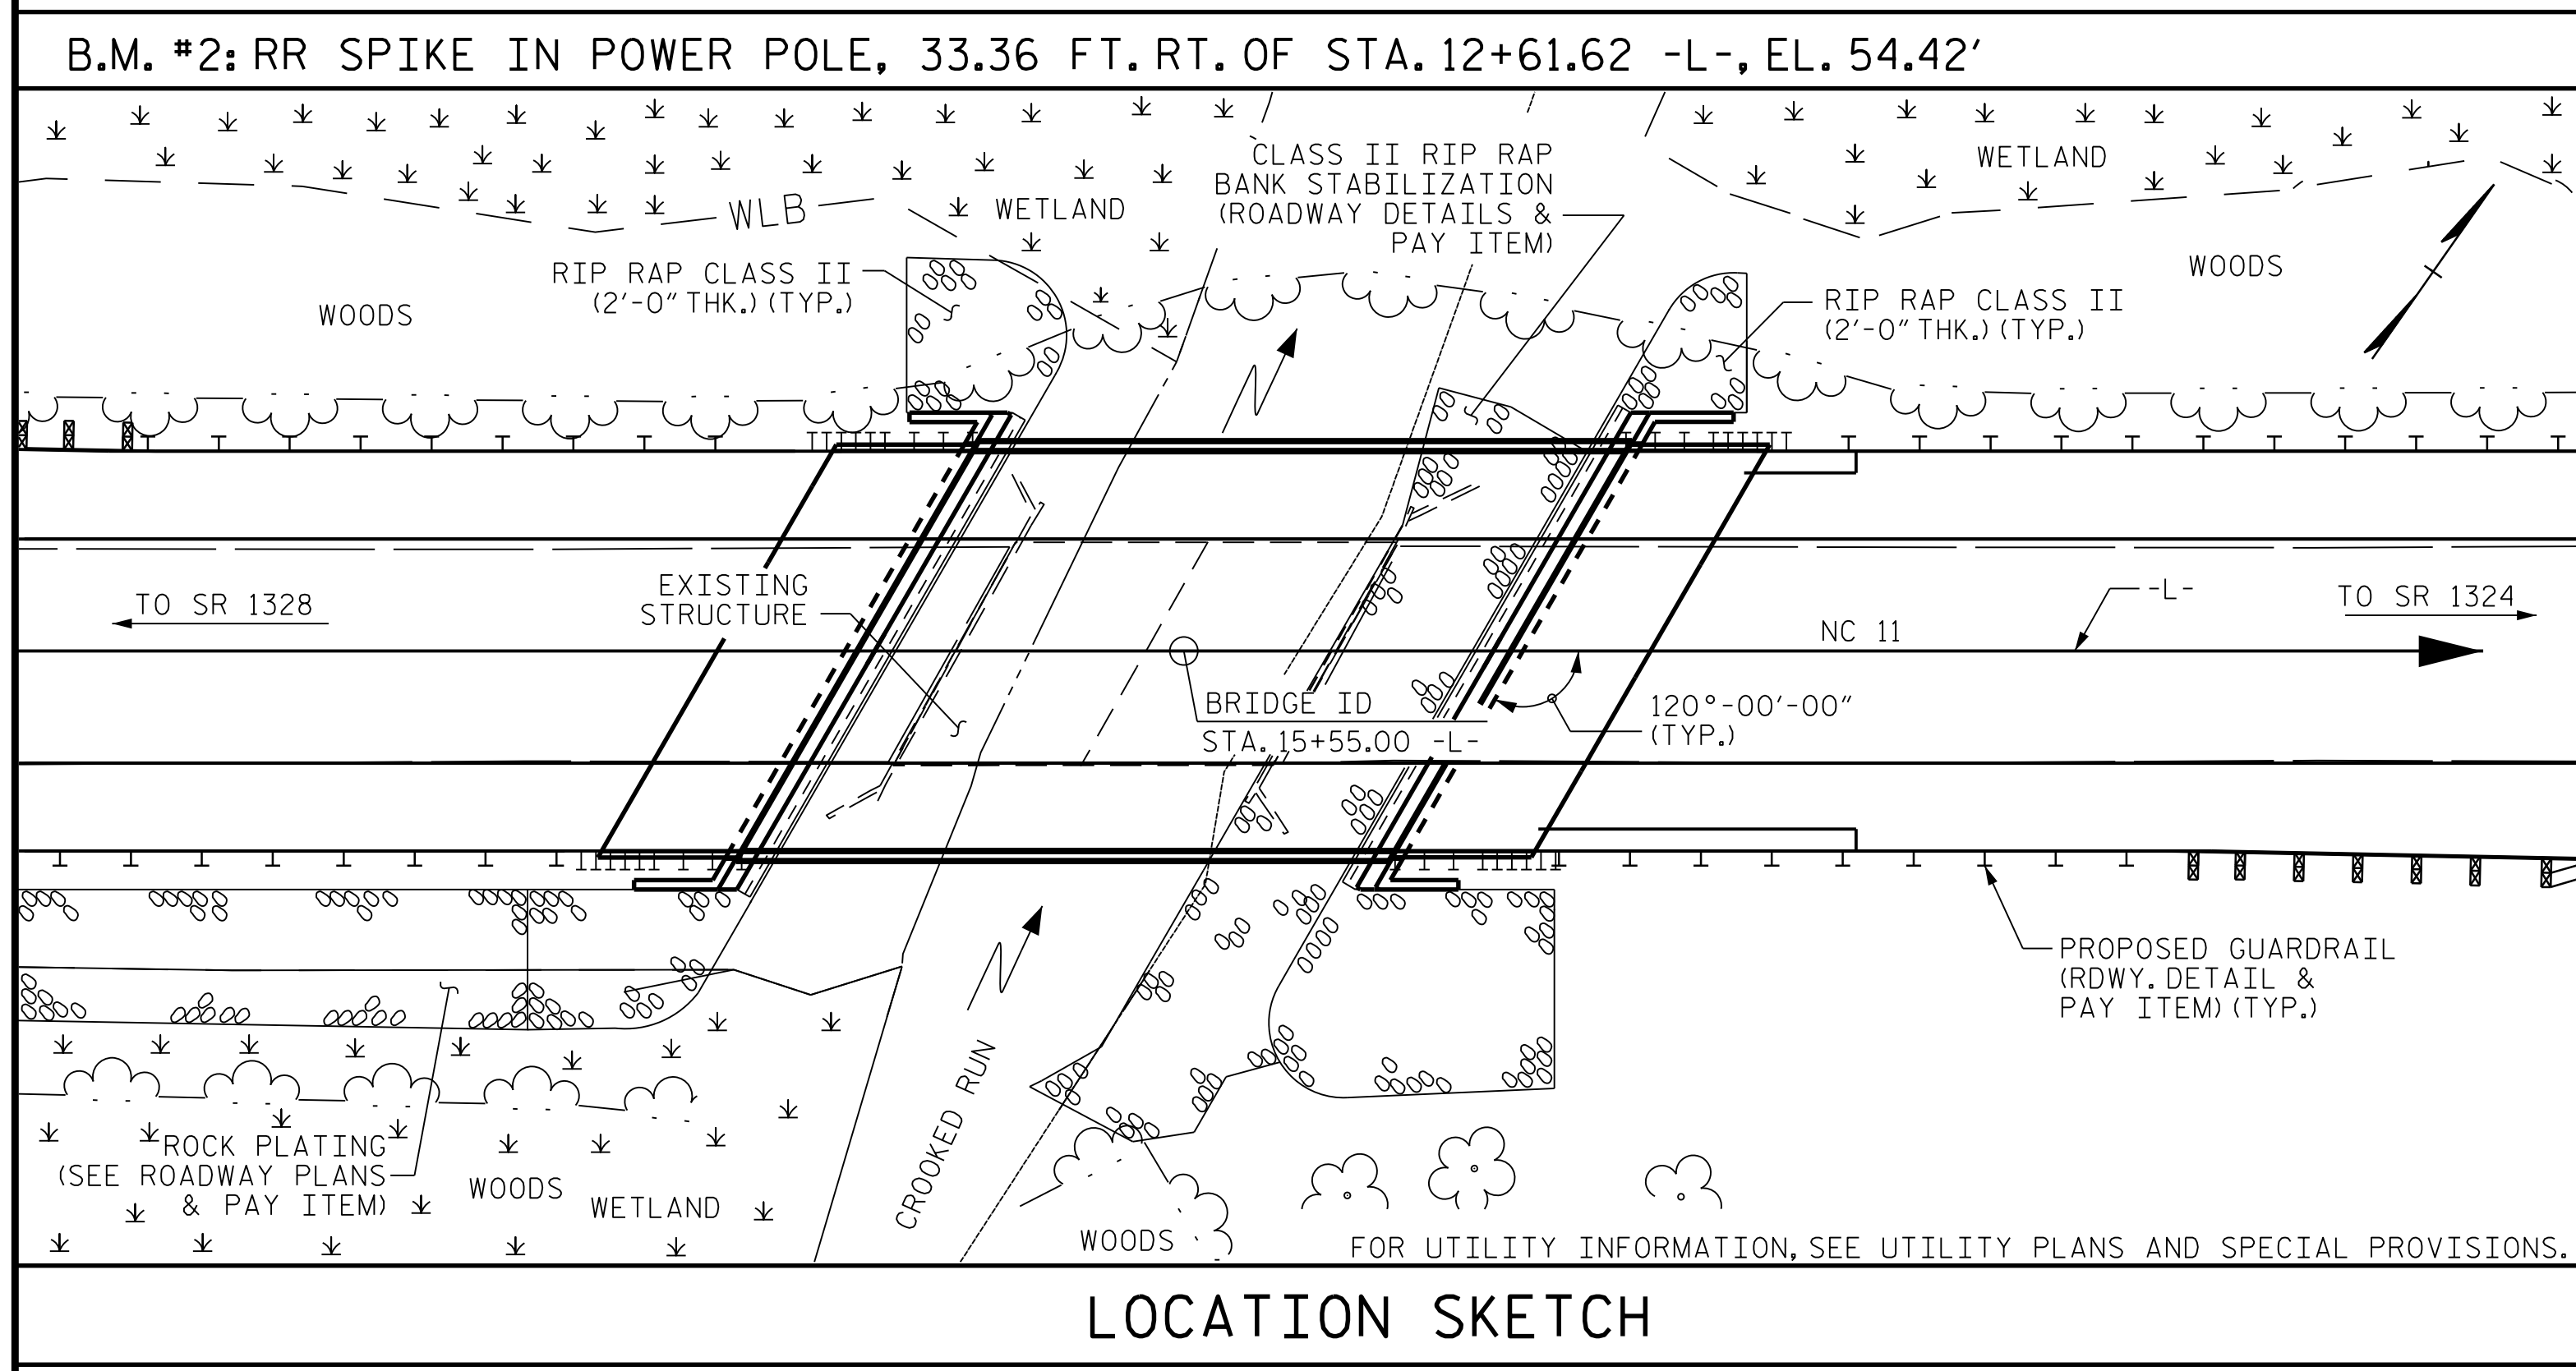 B.M. #2: RR SPIKE IN POWER POLE, 33.36 FT. RT. OF STA. 12+61.62 -L-, EL. 54.42'
CLASS II RIP RAP
BANK STABILIZATION
(ROADWAY DETAILS &
PAY ITEM)
WETLAND
WLB
WETLAND
RIP RAP CLASS II
(2'-0" THK.) (TYP.)
WOODS
WOODS
RIP RAP CLASS II
(2'-0" THK.) (TYP.)
EXISTING
STRUCTURE
TO SR 1328
-L-
TO SR 1324
NC 11
BRIDGE ID
STA. 15+55.00 -L-
120°-00'-00"
(TYP.)
PROPOSED GUARDRAIL
(RDWY. DETAIL &
PAY ITEM) (TYP.)
CROOKED RUN
ROCK PLATING
(SEE ROADWAY PLANS
& PAY ITEM)
WOODS
WETLAND
WOODS
FOR UTILITY INFORMATION, SEE UTILITY PLANS AND SPECIAL PROVISIONS.
LOCATION SKETCH